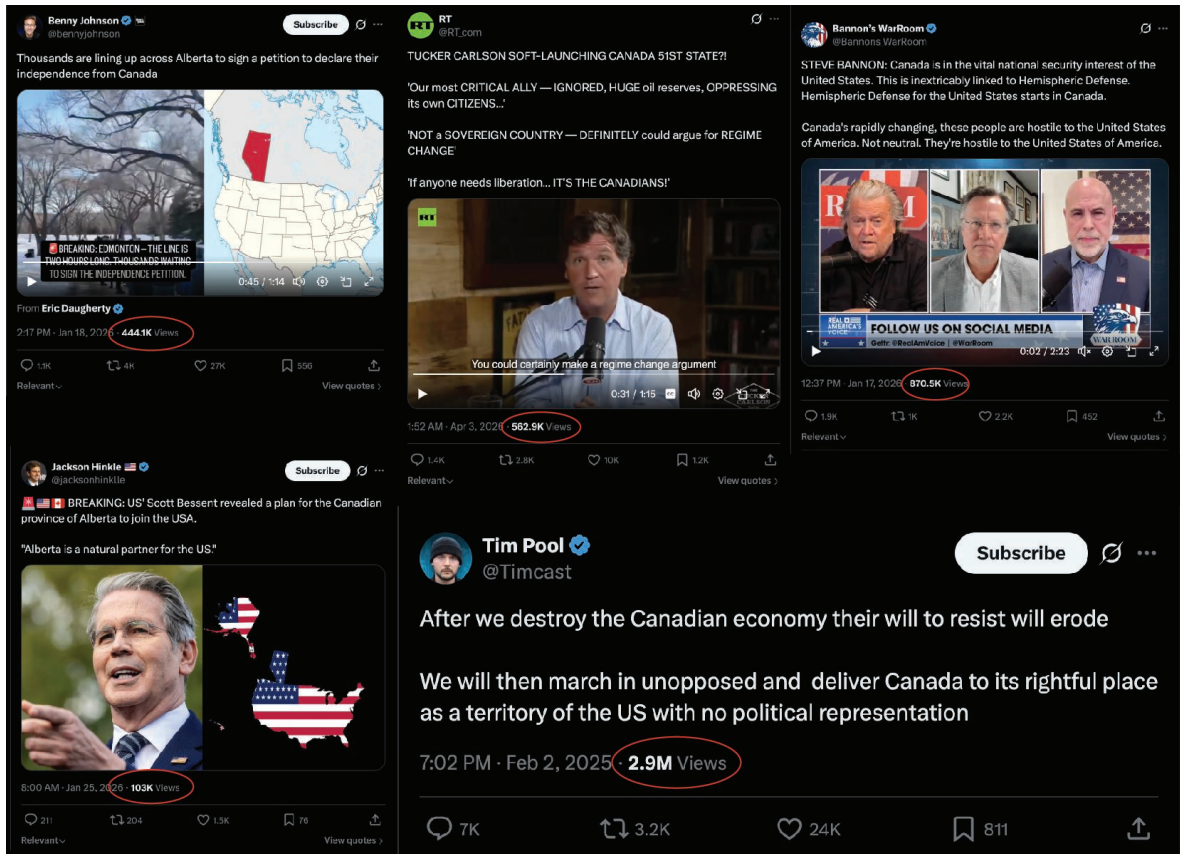 Benny Johnson
@bennyjohnson
Subscribe
Thousands are lining up across Alberta to sign a petition to declare their
independence from Canada
BREAKING: EDMONTON – THE LINE IS
TWO HOURS LONG. THOUSANDS WAITING
TO SIGN THE INDEPENDENCE PETITION.
0:45 / 1:14
From Eric Daugherty
2:17 PM · Jan 18, 2026 · 444.1K Views
1.1K 4K 27K 556
Relevant View quotes
RT
@RT_com
TUCKER CARLSON SOFT-LAUNCHING CANADA 51ST STATE?!
'Our most CRITICAL ALLY — IGNORED, HUGE oil reserves, OPPRESSING
its own CITIZENS...'
'NOT a SOVEREIGN COUNTRY — DEFINITELY could argue for REGIME
CHANGE'
'If anyone needs liberation... IT'S THE CANADIANS!'
RT
You could certainly make a regime change argument
0:31 / 1:15
CARLSON
1:52 AM · Apr 3, 2026 · 562.9K Views
1.4K 2.8K 10K 1.2K
Relevant View quotes
Bannon's WarRoom
@Bannons_WarRoom
STEVE BANNON: Canada is in the vital national security interest of the
United States. This is inextricably linked to Hemispheric Defense.
Hemispheric Defense for the United States starts in Canada.
Canada's rapidly changing, these people are hostile to the United States
of America. Not neutral. They're hostile to the United States of America.
REAL AMERICA'S VOICE
FOLLOW US ON SOCIAL MEDIA
Gettr: @RealAmVoice | @WarRoom
WAR ROOM
0:02 / 2:23
12:37 PM · Jan 17, 2026 · 870.5K Views
1.9K 1K 2.2K 452
Relevant View quotes
Jackson Hinkle
@jacksonhinklle
Subscribe
BREAKING: US' Scott Bessent revealed a plan for the Canadian
province of Alberta to join the USA.
"Alberta is a natural partner for the US."
8:00 AM · Jan 25, 2026 · 103K Views
211 204 1.5K 76
Relevant View quotes
Tim Pool
@Timcast
Subscribe
After we destroy the Canadian economy their will to resist will erode
We will then march in unopposed and deliver Canada to its rightful place
as a territory of the US with no political representation
7:02 PM · Feb 2, 2025 · 2.9M Views
7K 3.2K 24K 811